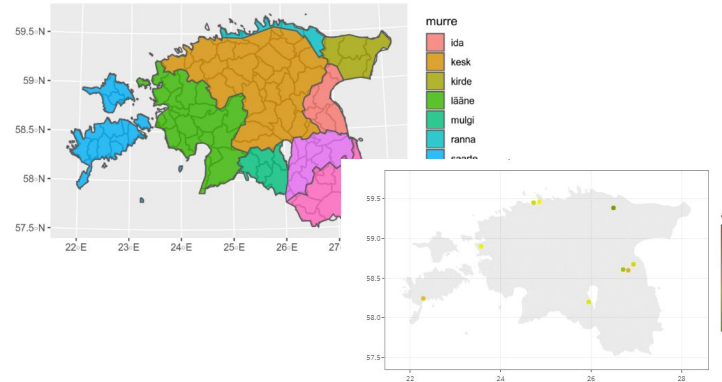 murre
ida
kesk
kirde
lääne
mulgi
ranna
59.5◦N
59◦N
58.5◦N
58◦N
57.5◦N
22◦E
23◦E
24◦E
25◦E
26◦E
27
59.5
59.0
58.5
58.0
57.5
22
24
26
28